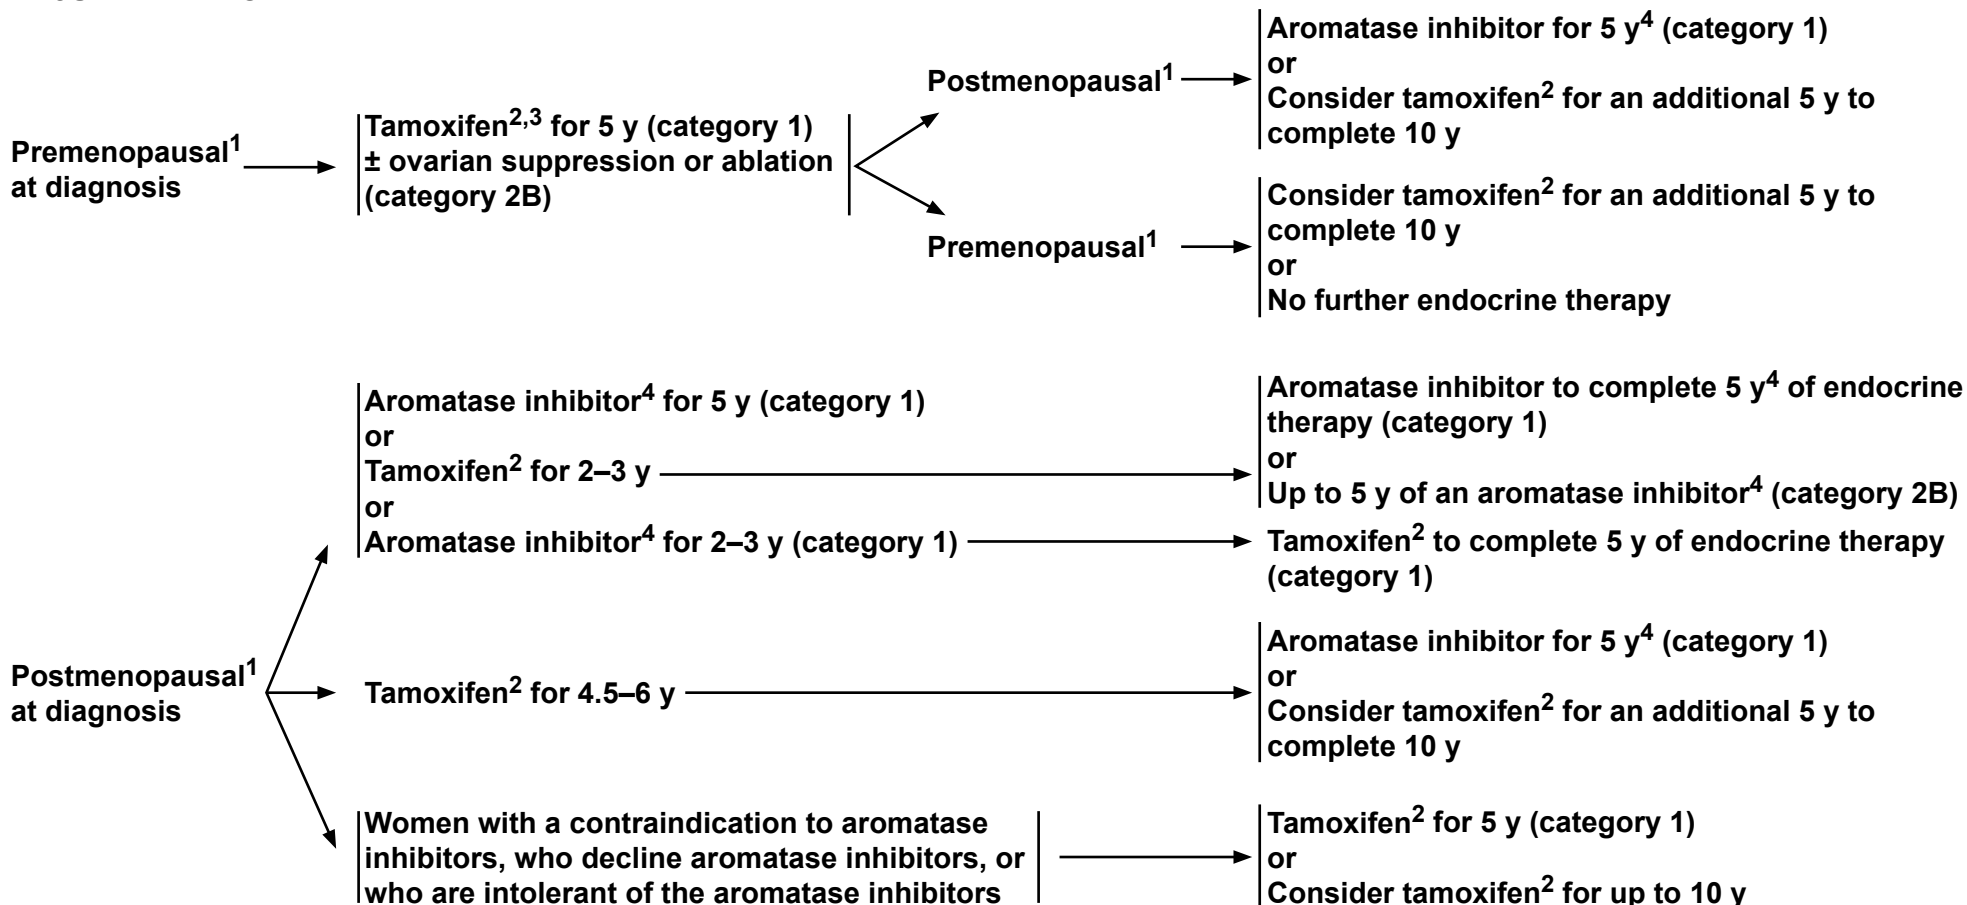 Premenopausal1
at diagnosis
Tamoxifen2,3 for 5 y (category 1)
± ovarian suppression or ablation
(category 2B)
Postmenopausal1
Aromatase inhibitor for 5 y4 (category 1)
or
Consider tamoxifen2 for an additional 5 y to
complete 10 y
Premenopausal1
Consider tamoxifen2 for an additional 5 y to
complete 10 y
or
No further endocrine therapy
Postmenopausal1
at diagnosis
Aromatase inhibitor4 for 5 y (category 1)
or
Tamoxifen2 for 2–3 y
or
Aromatase inhibitor4 for 2–3 y (category 1)
Aromatase inhibitor to complete 5 y4 of endocrine
therapy (category 1)
or
Up to 5 y of an aromatase inhibitor4 (category 2B)
Tamoxifen2 to complete 5 y of endocrine therapy
(category 1)
Tamoxifen2 for 4.5–6 y
Aromatase inhibitor for 5 y4 (category 1)
or
Consider tamoxifen2 for an additional 5 y to
complete 10 y
Women with a contraindication to aromatase
inhibitors, who decline aromatase inhibitors, or
who are intolerant of the aromatase inhibitors
Tamoxifen2 for 5 y (category 1)
or
Consider tamoxifen2 for up to 10 y